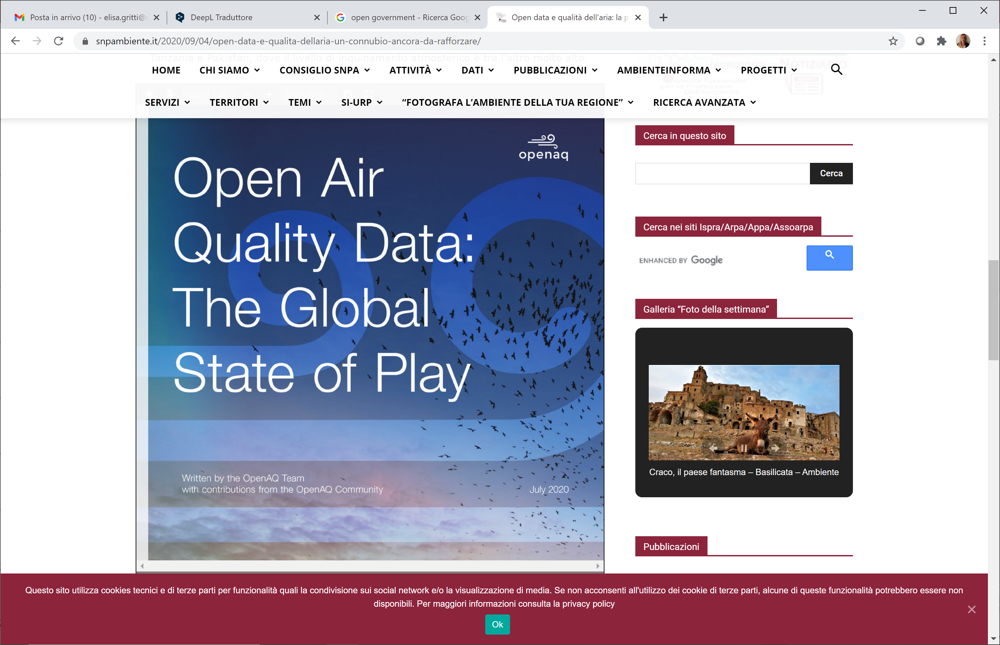 Posta in arrivo (10) - elisa.gritti@
DeepL Traduttore
open government - Ricerca Goog
Open data e qualità dell'aria: la p
snpambiente.it/2020/09/04/open-data-e-qualita-dellaria-un-connubio-ancora-da-rafforzare/
Tanzania e Pakistan, dove il livello di inquinamento atmosferico è tra l'altro molto alto.
HOME
CHI SIAMO
CONSIGLIO SNPA
ATTIVITÀ
DATI
PUBBLICAZIONI
AMBIENTEINFORMA
PROGETTI
SERVIZI
TERRITORI
TEMI
SI-URP
“FOTOGRAFA L’AMBIENTE DELLA TUA REGIONE”
RICERCA AVANZATA
openaq
Open Air
Quality Data:
The Global
State of Play
Written by the OpenAQ Team
with contributions from the OpenAQ Community
July 2020
Cerca in questo sito
Cerca
Cerca nei siti Ispra/Arpa/Appa/Assoarpa
ENHANCED BY Google
Galleria “Foto della settimana”
Craco, il paese fantasma – Basilicata – Ambiente
Pubblicazioni
Questo sito utilizza cookies tecnici e di terze parti per funzionalità quali la condivisione sui social network e/o la visualizzazione di media. Se non acconsenti all'utilizzo dei cookie di terze parti, alcune di queste funzionalità potrebbero essere non
disponibili. Per maggiori informazioni consulta la privacy policy
Ok